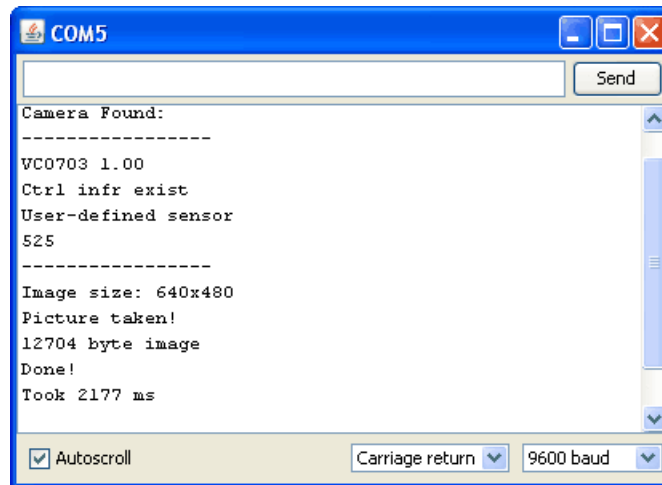 COM5
Send
Camera Found:
-----------------
VC0703 1.00
Ctrl infr exist
User-defined sensor
525
-----------------
Image size: 640x480
Picture taken!
12704 byte image
Done!
Took 2177 ms
Autoscroll
Carriage return
9600 baud